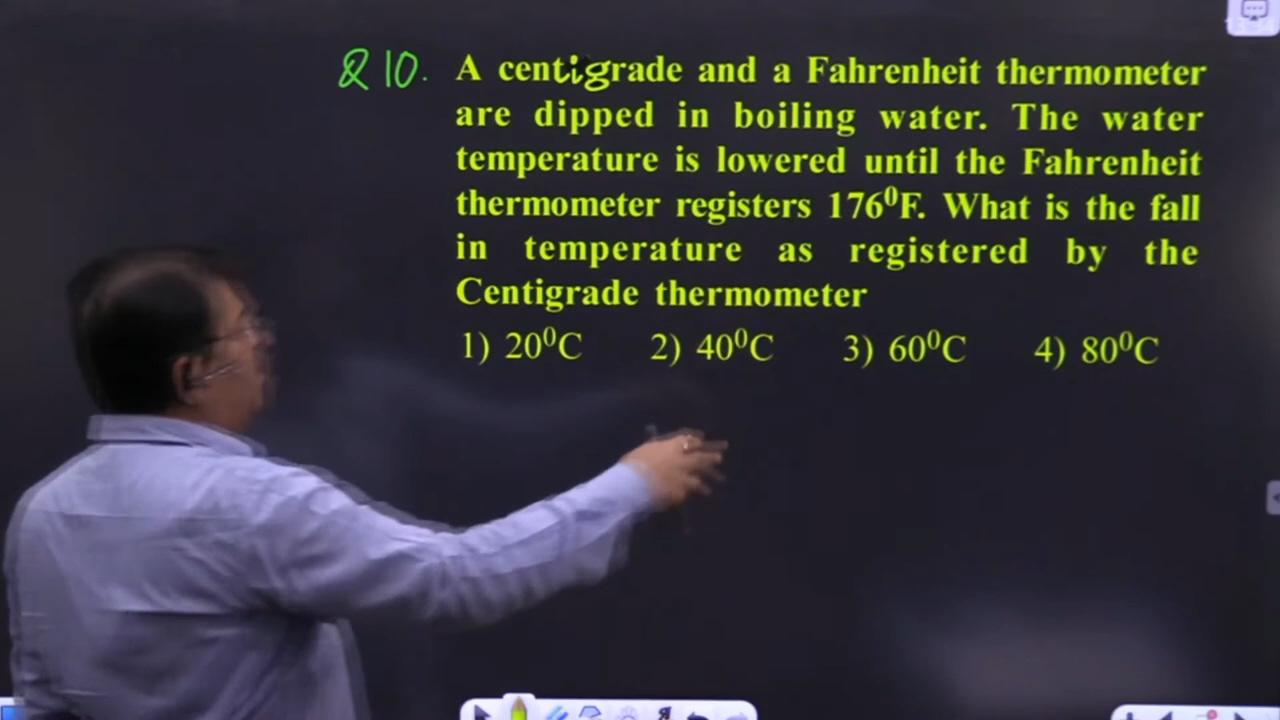 Q 10. A centigrade and a Fahrenheit thermometer
are dipped in boiling water. The water
temperature is lowered until the Fahrenheit
thermometer registers 176⁰F. What is the fall
in temperature as registered by the
Centigrade thermometer
1) 20⁰C 2) 40⁰C 3) 60⁰C 4) 80⁰C